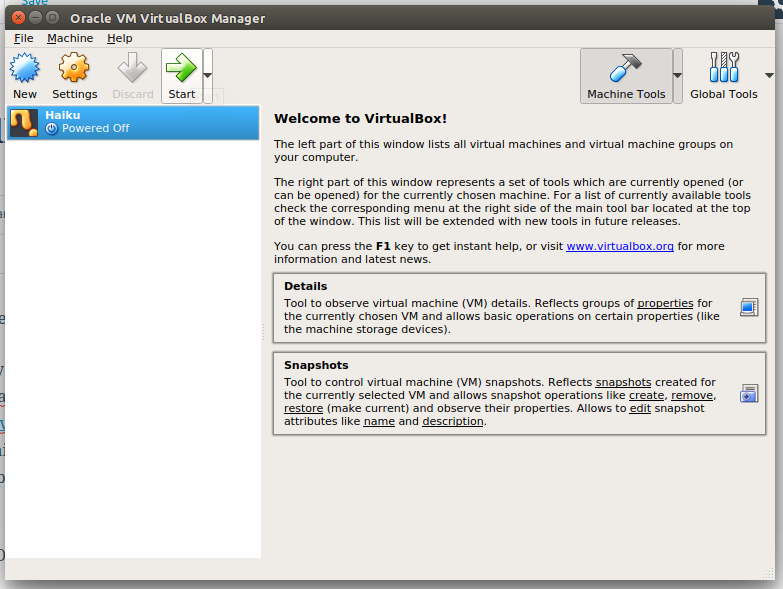 Save
Oracle VM VirtualBox Manager
File Machine Help
New Settings Discard Start Machine Tools Global Tools
Haiku
Powered Off
Welcome to VirtualBox!
The left part of this window lists all virtual machines and virtual machine groups on
your computer.
The right part of this window represents a set of tools which are currently opened (or
can be opened) for the currently chosen machine. For a list of currently available tools
check the corresponding menu at the right side of the main tool bar located at the top
of the window. This list will be extended with new tools in future releases.
You can press the F1 key to get instant help, or visit www.virtualbox.org for more
information and latest news.
Details
Tool to observe virtual machine (VM) details. Reflects groups of properties for
the currently chosen VM and allows basic operations on certain properties (like
the machine storage devices).
Snapshots
Tool to control virtual machine (VM) snapshots. Reflects snapshots created for
the currently selected VM and allows snapshot operations like create, remove,
restore (make current) and observe their properties. Allows to edit snapshot
attributes like name and description.